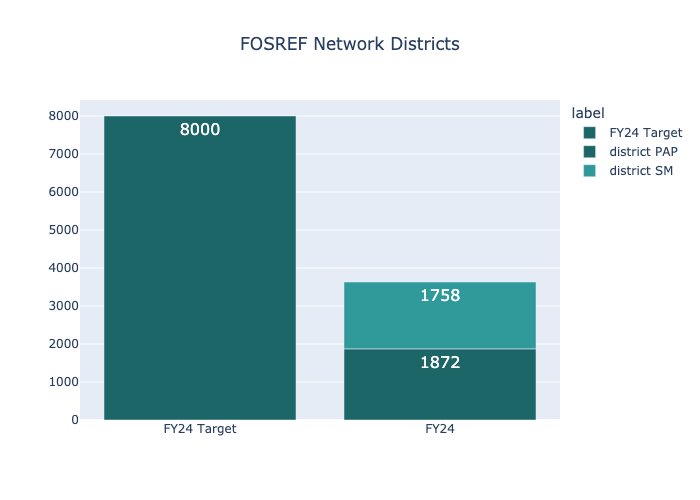 FOSREF Network Districts
label
FY24 Target
district PAP
district SM
8000
7000
6000
5000
4000
3000
2000
1000
0
8000
1758
1872
FY24 Target
FY24